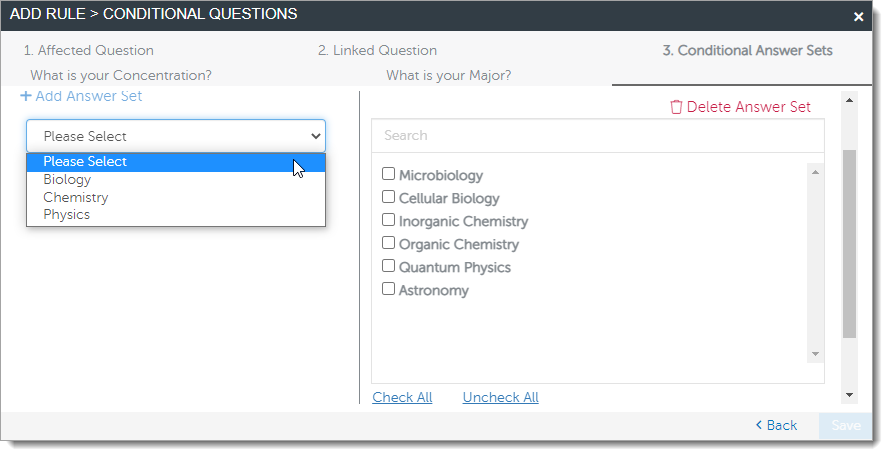 ADD RULE > CONDITIONAL QUESTIONS
×
1. Affected Question
What is your Concentration?
2. Linked Question
What is your Major?
3. Conditional Answer Sets
+ Add Answer Set
Please Select
Please Select
Biology
Chemistry
Physics
Delete Answer Set
Search
Microbiology
Cellular Biology
Inorganic Chemistry
Organic Chemistry
Quantum Physics
Astronomy
Check All
Uncheck All
< Back
Save